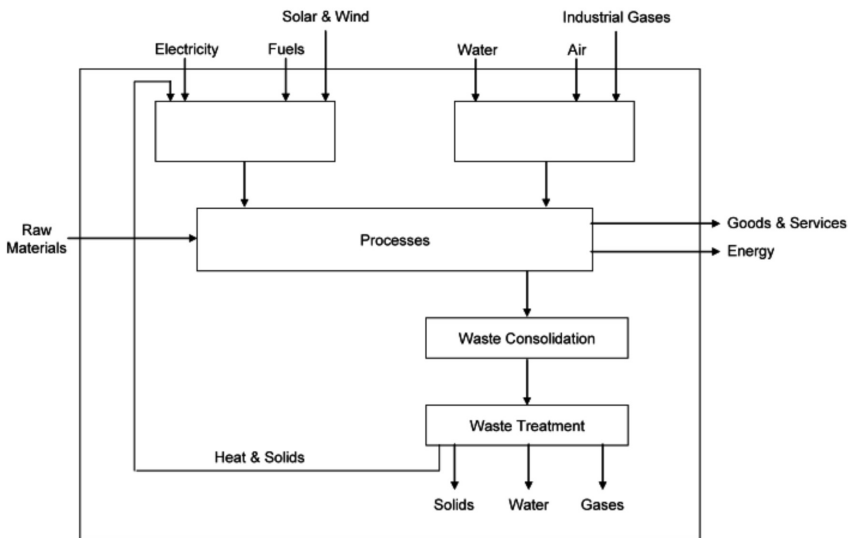 Solar & Wind
Industrial Gases
Electricity
Fuels
Water
Air
Raw
Materials
Processes
Goods & Services
Energy
Waste Consolidation
Waste Treatment
Heat & Solids
Solids
Water
Gases